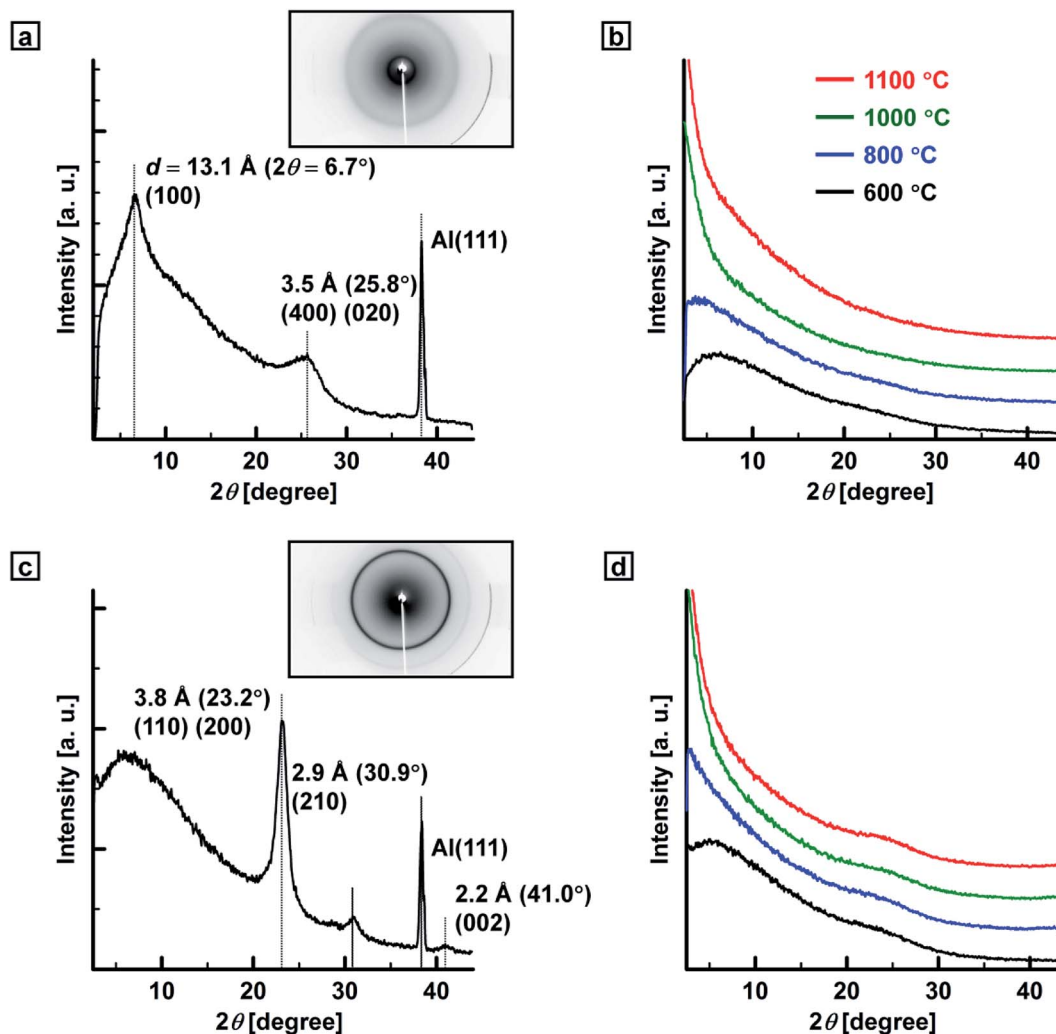 a
d = 13.1 Å (2θ = 6.7°)
(100)
3.5 Å (25.8°)
(400) (020)
Al(111)
Intensity [a. u.]
10 20 30 40
2θ [degree]
b
1100 °C
1000 °C
800 °C
600 °C
Intensity [a. u.]
10 20 30 40
2θ [degree]
c
3.8 Å (23.2°)
(110) (200)
2.9 Å (30.9°)
(210)
Al(111)
2.2 Å (41.0°)
(002)
Intensity [a. u.]
10 20 30 40
2θ [degree]
d
Intensity [a. u.]
10 20 30 40
2θ [degree]